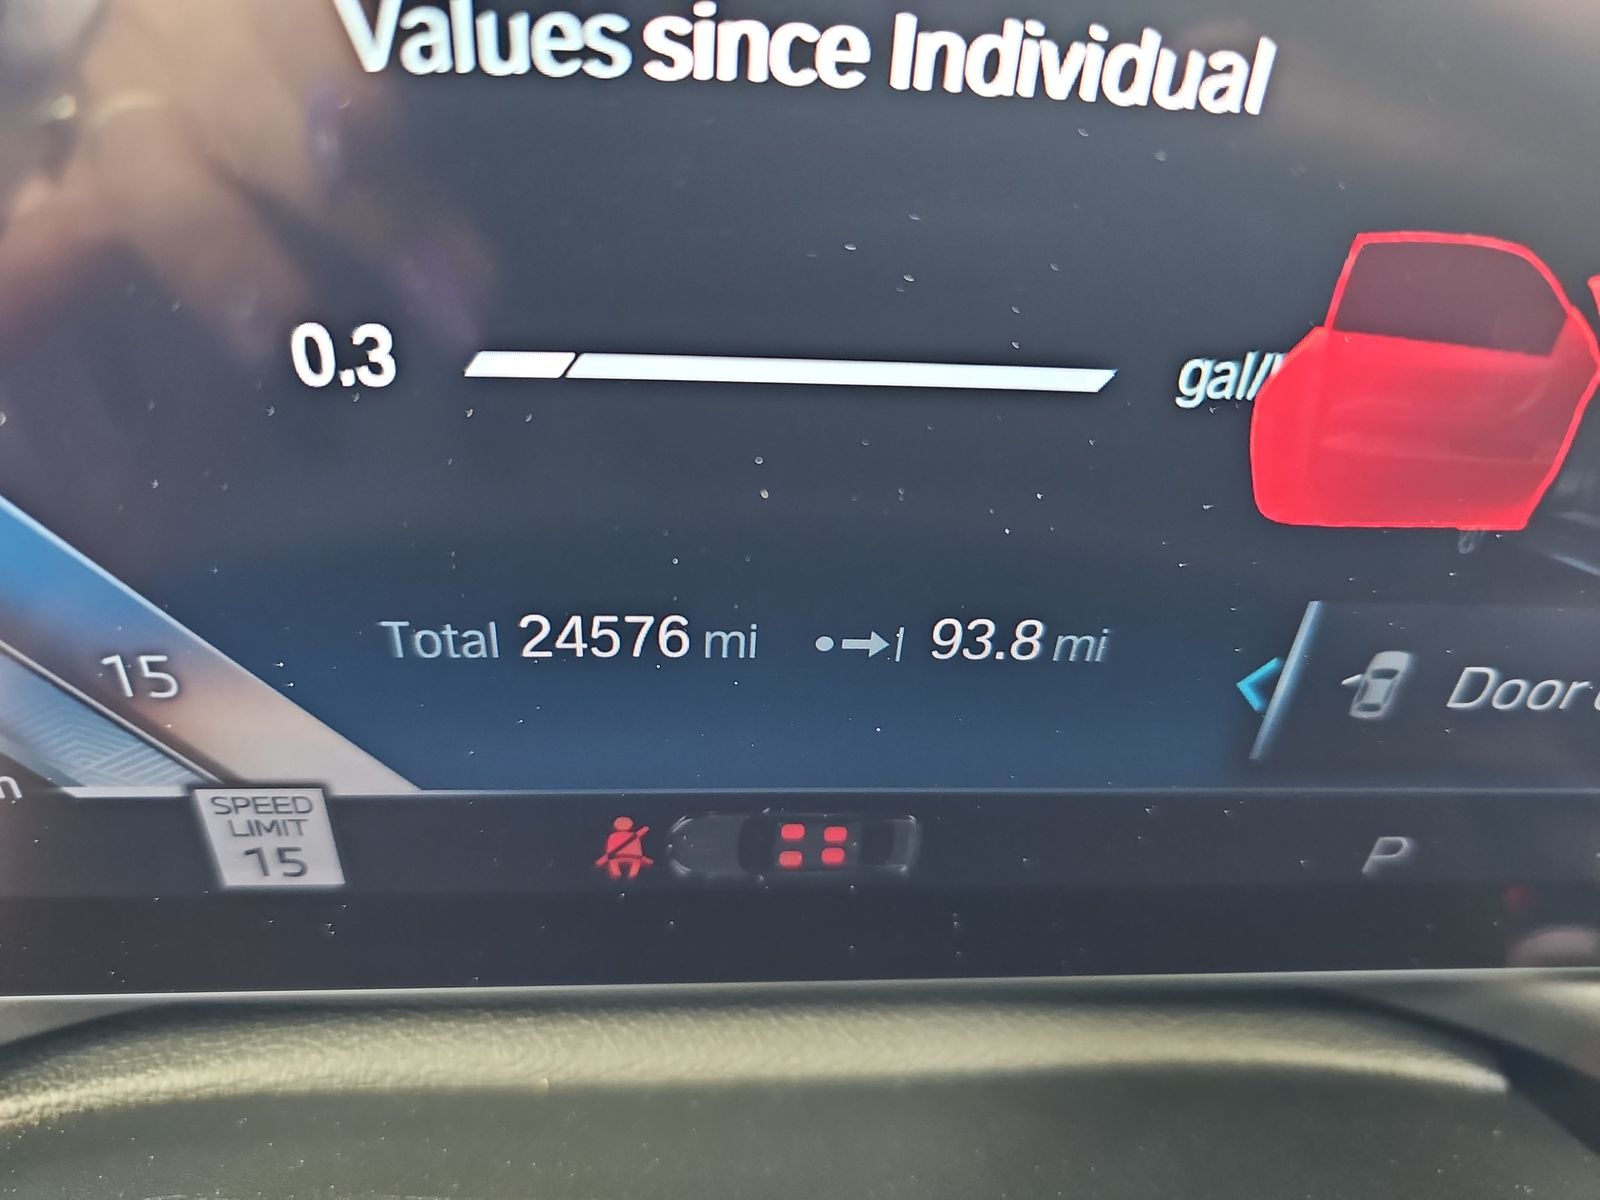 Values since Individual
0.3 gal/
Total 24576 mi 93.8 mi
15
Door
SPEED
LIMIT
15
P